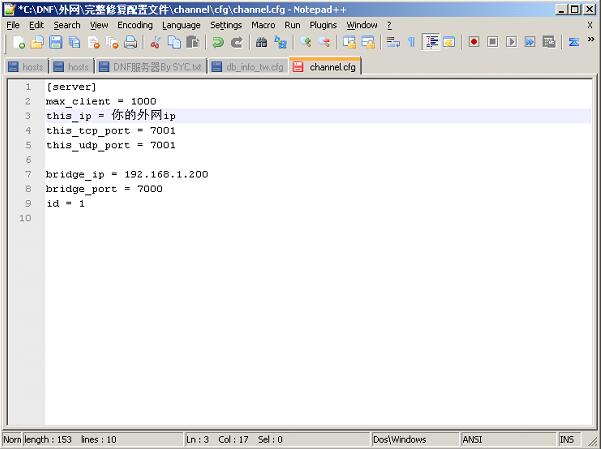 *C:\DNF\外网\完整修复配置文件\channel\cfg\channel.cfg - Notepad++
File Edit Search View Encoding Language Settings Macro Run Plugins Window ? X
hosts hosts DNF服务器By SYC.txt db_info_tw.cfg channel.cfg
1 [server]
2 max_client = 1000
3 this_ip = 你的外网ip
4 this_tcp_port = 7001
5 this_udp_port = 7001
6
7 bridge_ip = 192.168.1.200
8 bridge_port = 7000
9 id = 1
10
Norn length : 153 lines : 10 Ln : 3 Col : 17 Sel : 0 Dos\Windows ANSI INS